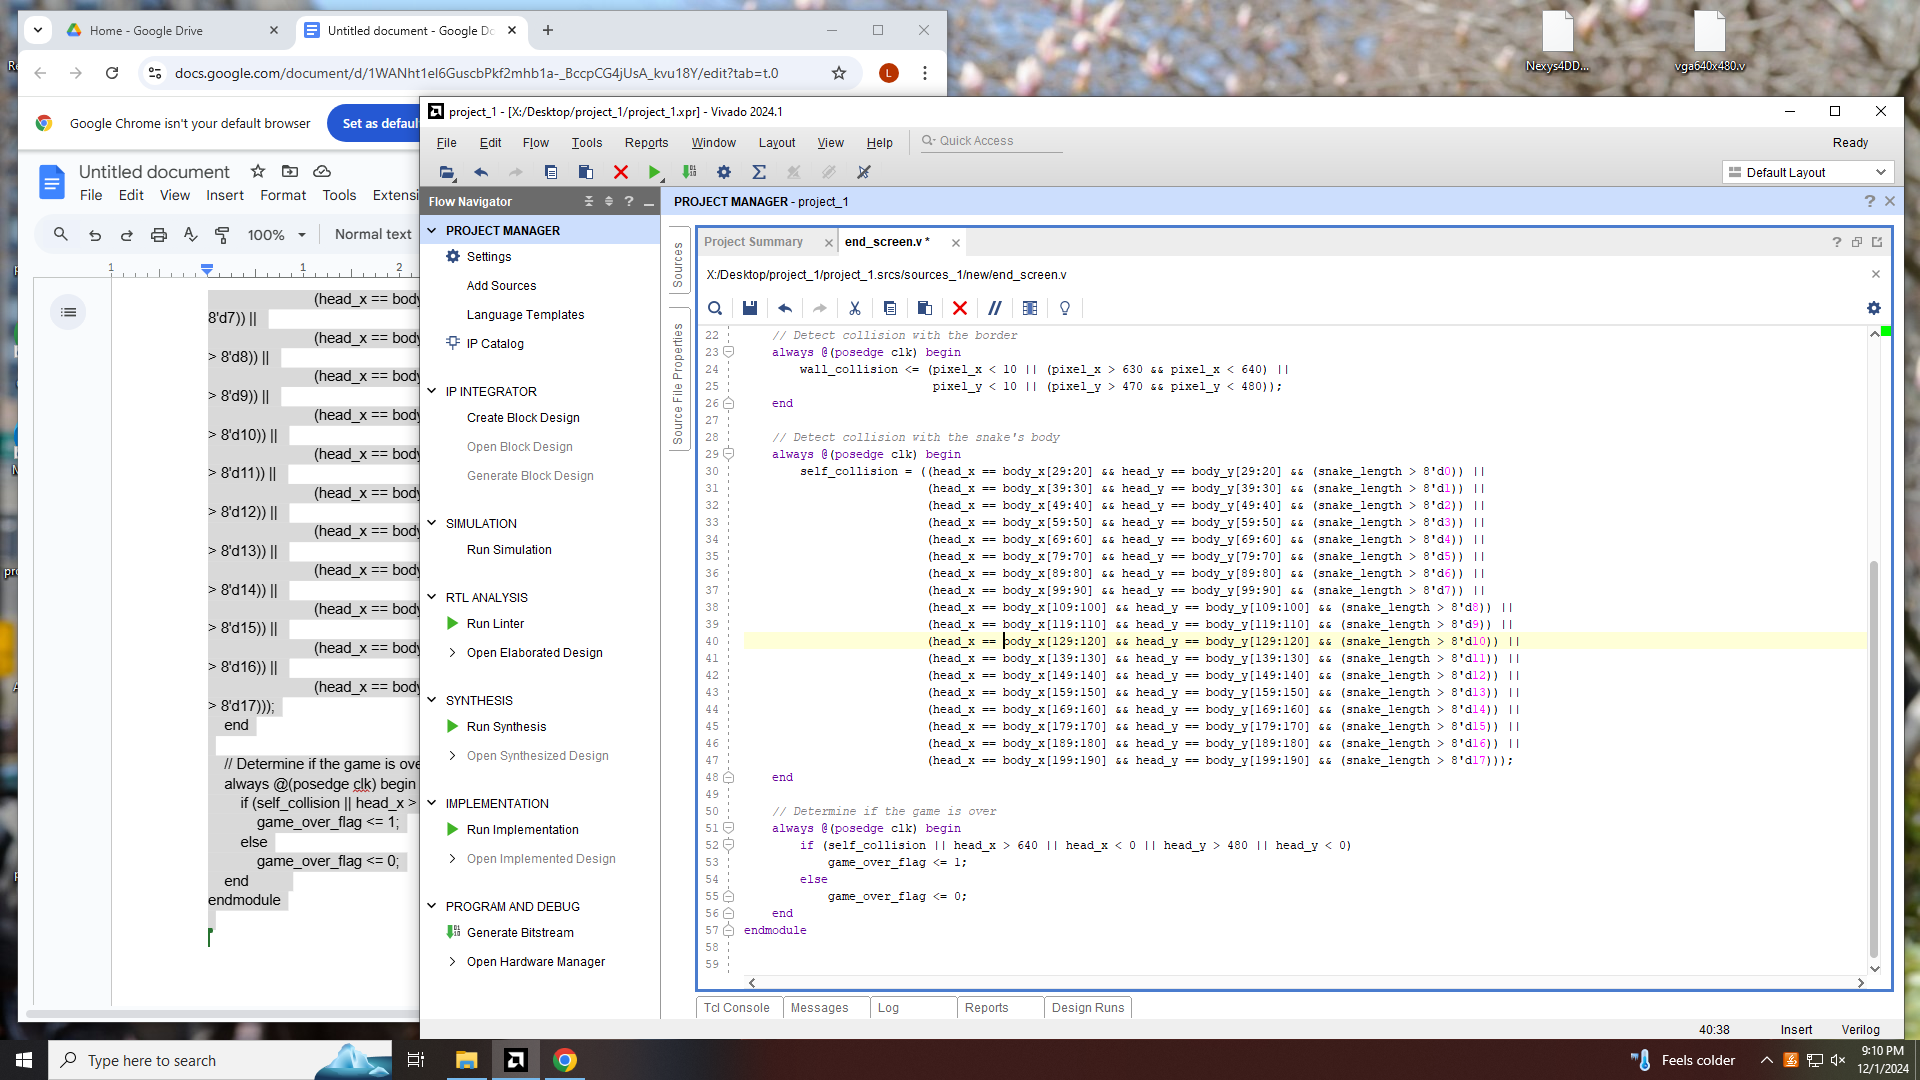 Home - Google Drive
Untitled document - Google Do
docs.google.com/document/d/1WANht1el6GuscbPkf2mhb1a-_BccpCG4jUsA_kvu18Y/edit?tab=t.0
L
Google Chrome isn't your default browser
Set as defaul
Untitled document
File Edit View Insert Format Tools Extensi
100%
Normal text
1 1 2
(head_x == body
8'd7)) ||
(head_x == body
> 8'd8)) ||
(head_x == body
> 8'd9)) ||
(head_x == body
> 8'd10)) ||
(head_x == body
> 8'd11)) ||
(head_x == body
> 8'd12)) ||
(head_x == body
> 8'd13)) ||
(head_x == body
> 8'd14)) ||
(head_x == body
> 8'd15)) ||
(head_x == body
> 8'd16)) ||
(head_x == body
> 8'd17)));
end
// Determine if the game is ove
always @(posedge clk) begin
if (self_collision || head_x >
game_over_flag <= 1;
else
game_over_flag <= 0;
end
endmodule
Nexys4DD...
vga640x480.v
project_1 - [X:/Desktop/project_1/project_1.xpr] - Vivado 2024.1
File Edit Flow Tools Reports Window Layout View Help
Quick Access
Ready
Default Layout
Flow Navigator
PROJECT MANAGER
Settings
Add Sources
Language Templates
IP Catalog
IP INTEGRATOR
Create Block Design
Open Block Design
Generate Block Design
SIMULATION
Run Simulation
RTL ANALYSIS
Run Linter
Open Elaborated Design
SYNTHESIS
Run Synthesis
Open Synthesized Design
IMPLEMENTATION
Run Implementation
Open Implemented Design
PROGRAM AND DEBUG
Generate Bitstream
Open Hardware Manager
PROJECT MANAGER - project_1
Sources
Source File Properties
Project Summary
end_screen.v *
X:/Desktop/project_1/project_1.srcs/sources_1/new/end_screen.v
22 // Detect collision with the border
23 always @(posedge clk) begin
24 wall_collision <= (pixel_x < 10 || (pixel_x > 630 && pixel_x < 640) ||
25 pixel_y < 10 || (pixel_y > 470 && pixel_y < 480));
26 end
27
28 // Detect collision with the snake's body
29 always @(posedge clk) begin
30 self_collision = ((head_x == body_x[29:20] && head_y == body_y[29:20] && (snake_length > 8'd0)) ||
31 (head_x == body_x[39:30] && head_y == body_y[39:30] && (snake_length > 8'd1)) ||
32 (head_x == body_x[49:40] && head_y == body_y[49:40] && (snake_length > 8'd2)) ||
33 (head_x == body_x[59:50] && head_y == body_y[59:50] && (snake_length > 8'd3)) ||
34 (head_x == body_x[69:60] && head_y == body_y[69:60] && (snake_length > 8'd4)) ||
35 (head_x == body_x[79:70] && head_y == body_y[79:70] && (snake_length > 8'd5)) ||
36 (head_x == body_x[89:80] && head_y == body_y[89:80] && (snake_length > 8'd6)) ||
37 (head_x == body_x[99:90] && head_y == body_y[99:90] && (snake_length > 8'd7)) ||
38 (head_x == body_x[109:100] && head_y == body_y[109:100] && (snake_length > 8'd8)) ||
39 (head_x == body_x[119:110] && head_y == body_y[119:110] && (snake_length > 8'd9)) ||
40 (head_x == body_x[129:120] && head_y == body_y[129:120] && (snake_length > 8'd10)) ||
41 (head_x == body_x[139:130] && head_y == body_y[139:130] && (snake_length > 8'd11)) ||
42 (head_x == body_x[149:140] && head_y == body_y[149:140] && (snake_length > 8'd12)) ||
43 (head_x == body_x[159:150] && head_y == body_y[159:150] && (snake_length > 8'd13)) ||
44 (head_x == body_x[169:160] && head_y == body_y[169:160] && (snake_length > 8'd14)) ||
45 (head_x == body_x[179:170] && head_y == body_y[179:170] && (snake_length > 8'd15)) ||
46 (head_x == body_x[189:180] && head_y == body_y[189:180] && (snake_length > 8'd16)) ||
47 (head_x == body_x[199:190] && head_y == body_y[199:190] && (snake_length > 8'd17)));
48 end
49
50 // Determine if the game is over
51 always @(posedge clk) begin
52 if (self_collision || head_x > 640 || head_x < 0 || head_y > 480 || head_y < 0)
53 game_over_flag <= 1;
54 else
55 game_over_flag <= 0;
56 end
57 endmodule
58
59
Tcl Console Messages Log Reports Design Runs
40:38 Insert Verilog
Type here to search
Feels colder
9:10 PM
12/1/2024